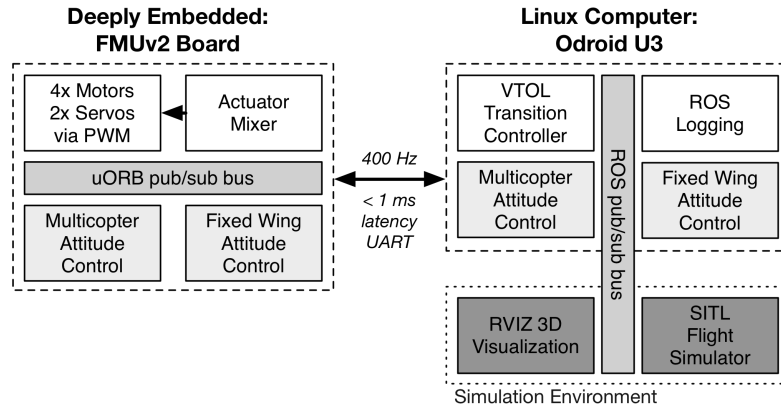 Deeply Embedded:
FMUv2 Board
4x Motors
2x Servos
via PWM
Actuator
Mixer
uORB pub/sub bus
Multicopter
Attitude
Control
Fixed Wing
Attitude
Control
400 Hz
< 1 ms
latency
UART
Linux Computer:
Odroid U3
VTOL
Transition
Controller
ROS
Logging
Multicopter
Attitude
Control
Fixed Wing
Attitude
Control
ROS pub/sub bus
RVIZ 3D
Visualization
SITL
Flight
Simulator
Simulation Environment